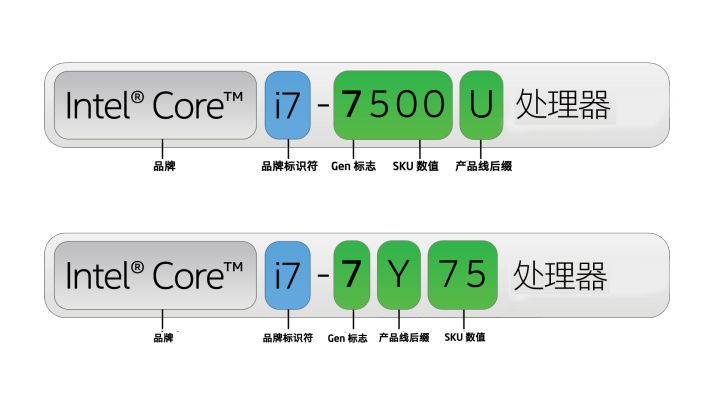 Intel® Core™ i7 - 7500 U 处理器
品牌 品牌标识符 Gen 标志 SKU 数值 产品线后缀
Intel® Core™ i7 - 7 Y 75 处理器
品牌 品牌标识符 Gen 标志 产品线后缀 SKU 数值